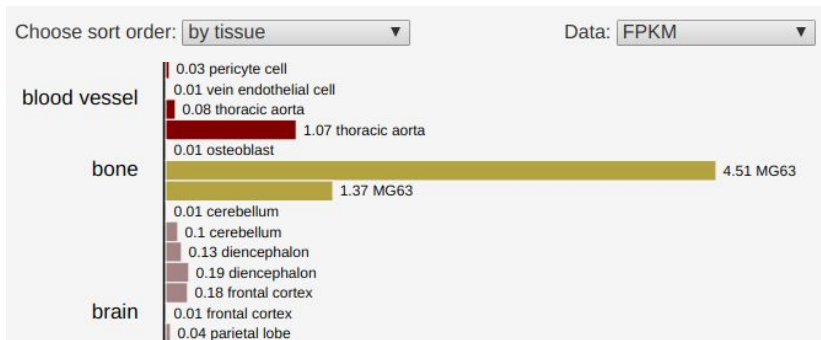 Choose sort order: by tissue ▼ Data: FPKM ▼
0.03 pericyte cell
blood vessel
0.01 vein endothelial cell
0.08 thoracic aorta
1.07 thoracic aorta
0.01 osteoblast
bone
4.51 MG63
1.37 MG63
0.01 cerebellum
0.1 cerebellum
0.13 diencephalon
0.19 diencephalon
0.18 frontal cortex
brain
0.01 frontal cortex
0.04 parietal lobe